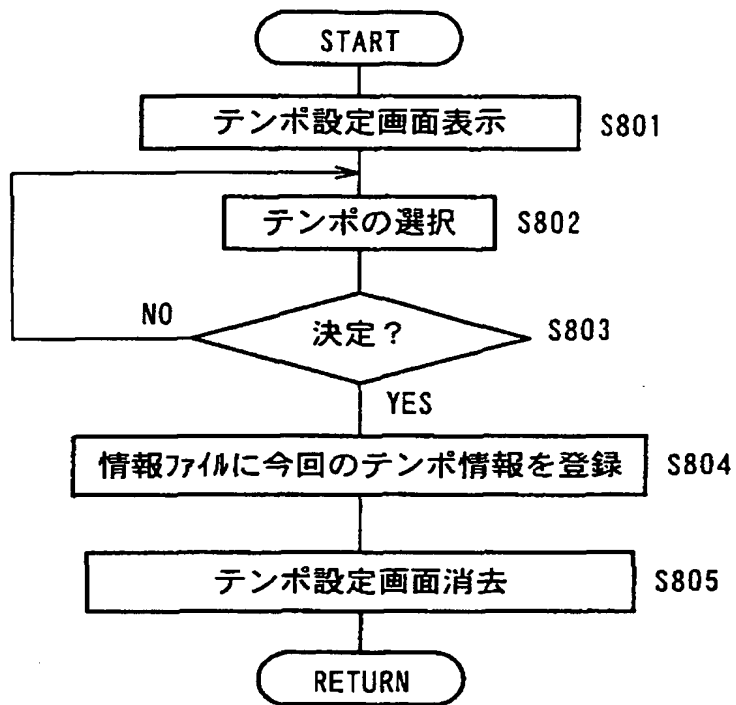 START
テンポ設定画面表示 S801
テンポの選択 S802
NO
決定？ S803
YES
情報ﾌｧｲﾙに今回のテンポ情報を登録 S804
テンポ設定画面消去 S805
RETURN